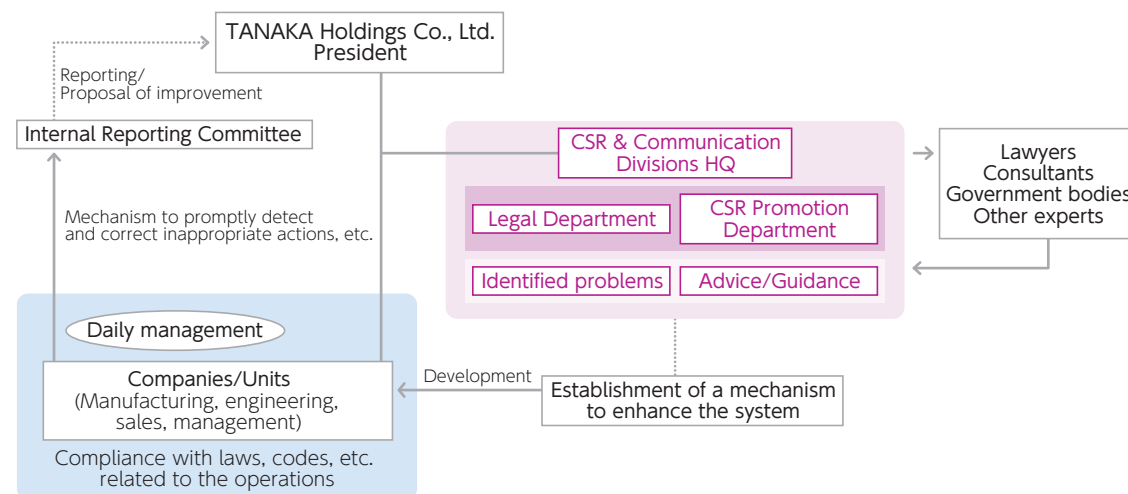 TANAKA Holdings Co., Ltd.
President
Reporting/
Proposal of improvement
Internal Reporting Committee
CSR & Communication
Divisions HQ
Legal Department
CSR Promotion
Department
Identified problems
Advice/Guidance
Lawyers
Consultants
Government bodies
Other experts
Mechanism to promptly detect
and correct inappropriate actions, etc.
Daily management
Companies/Units
(Manufacturing, engineering,
sales, management)
Compliance with laws, codes, etc.
related to the operations
Development
Establishment of a mechanism
to enhance the system